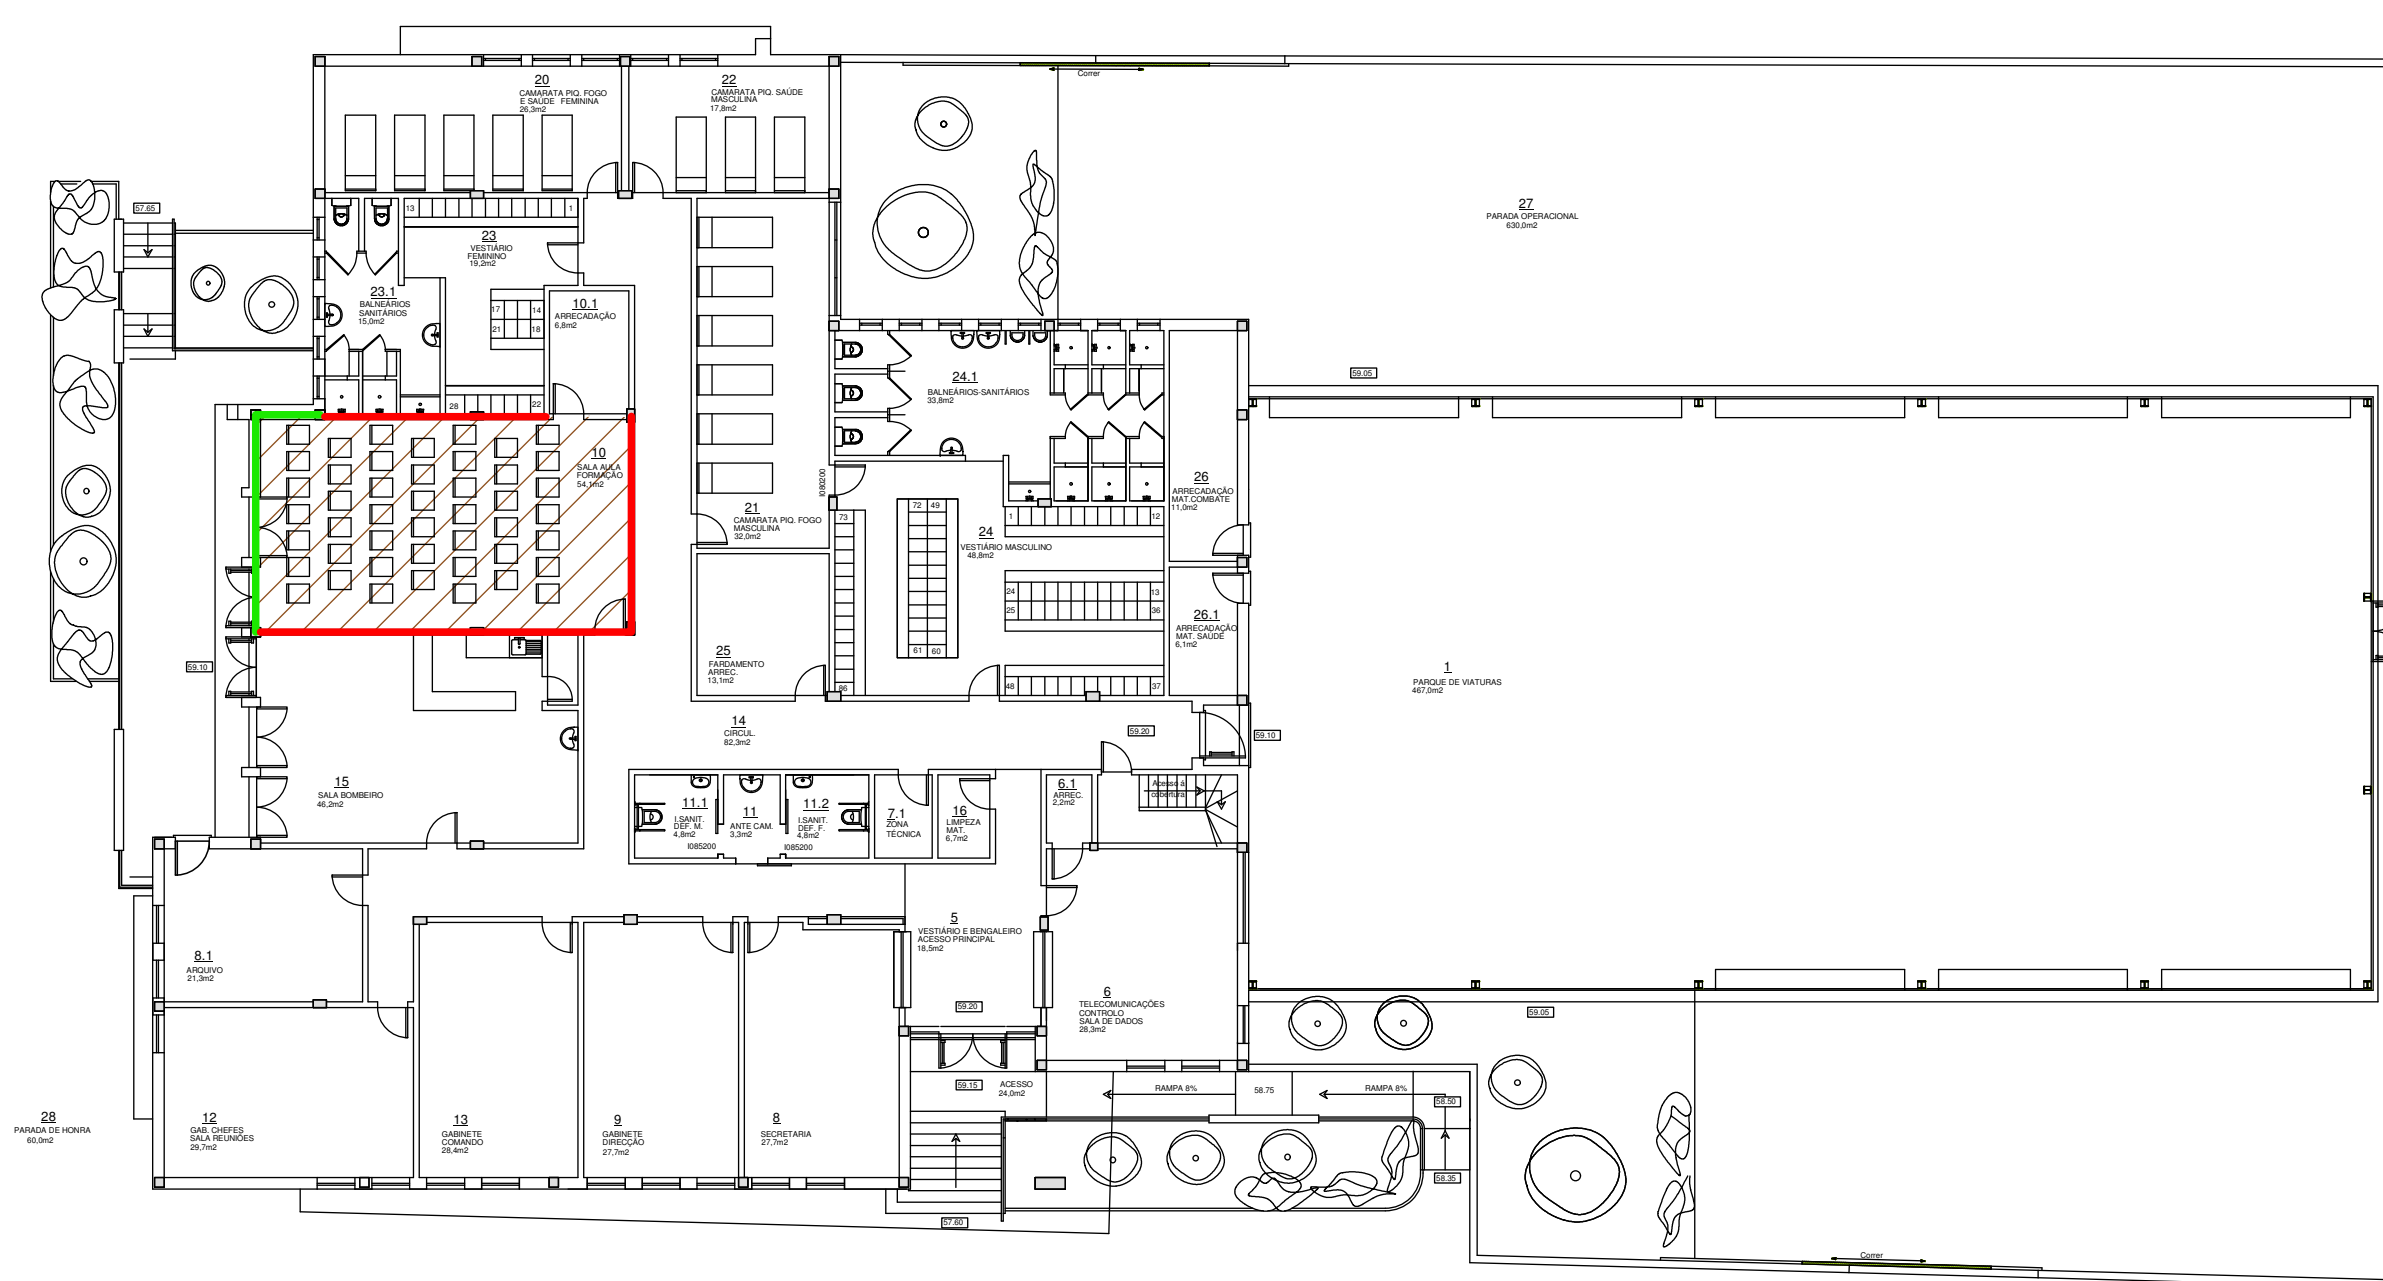 Correr
20
CAMARATA PIQ. FOGO
E SAÚDE FEMININA
26,3m2
22
CAMARATA PIQ. SAÚDE
MASCULINA
17,8m2
27
PARADA OPERACIONAL
630,0m2
57.65
13
1
23
VESTIÁRIO
FEMININO
19,2m2
23.1
BALNEÁRIOS
SANITÁRIOS
15,0m2
17
14
21
18
10.1
ARRECADAÇÃO
6,8m2
28
22
24.1
BALNEÁRIOS-SANITÁRIOS
33,8m2
59.05
10
SALA AULA
FORMAÇÃO
54,1m2
I080200
26
ARRECADAÇÃO
MAT.COMBATE
11,0m2
21
CAMARATA PIQ. FOGO
MASCULINA
32,0m2
73
72
49
1
12
24
VESTIÁRIO MASCULINO
48,8m2
24
13
25
36
26.1
ARRECADAÇÃO
MAT. SAÚDE
6,1m2
61
60
25
FARDAMENTO
ARREC.
13,1m2
86
48
37
59.10
1
PARQUE DE VIATURAS
467,0m2
14
CIRCUL.
82,3m2
59.20
59.10
15
SALA BOMBEIRO
46,2m2
11.1
I.SANIT.
DEF. M.
4,8m2
I085200
11
ANTE CAM.
3,3m2
11.2
I.SANIT.
DEF. F.
4,8m2
I085200
7.1
ZONA
TÉCNICA
16
LIMPEZA
MAT.
6,7m2
6.1
ARREC.
2,2m2
Acesso á
cobertura
8.1
ARQUIVO
21,3m2
5
VESTIÁRIO E BENGALEIRO
ACESSO PRINCIPAL
18,5m2
59.20
6
TELECOMUNICAÇÕES
CONTROLO
SALA DE DADOS
28,3m2
59.05
59.15
ACESSO
24,0m2
RAMPA 8%
58.75
RAMPA 8%
58.50
28
PARADA DE HONRA
60,0m2
12
GAB. CHEFES
SALA REUNIÕES
29,7m2
13
GABINETE
COMANDO
28,4m2
9
GABINETE
DIRECÇÃO
27,7m2
8
SECRETARIA
27,7m2
58.35
57.60
Correr